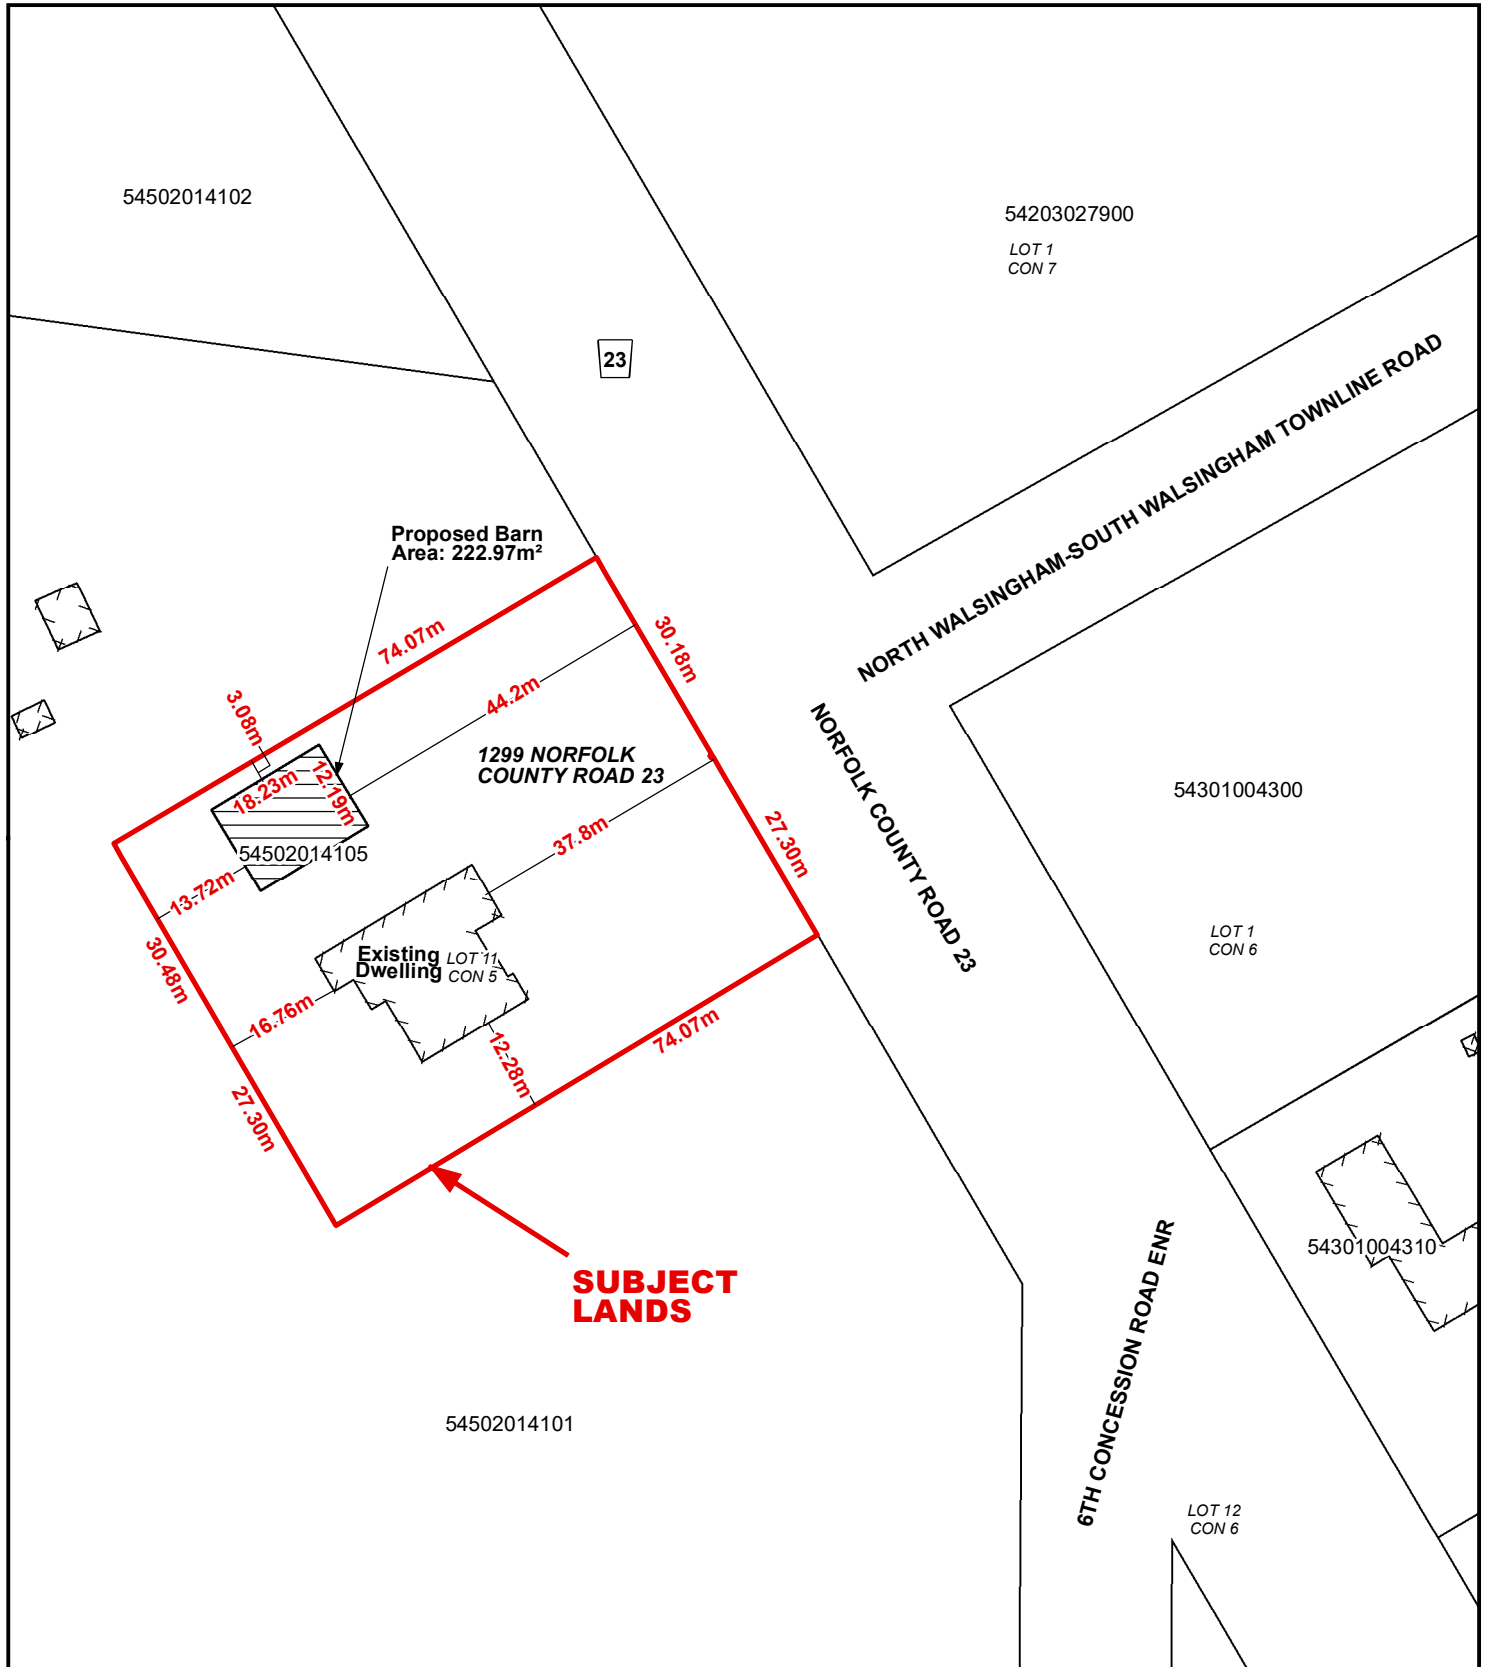 54502014102
54203027900
LOT 1
CON 7
23
NORTH WALSINGHAM-SOUTH WALSINGHAM TOWNLINE ROAD
Proposed Barn
Area: 222.97m²
74.07m
30.18m
3.08m
44.2m
1299 NORFOLK
COUNTY ROAD 23
18.23m
12.19m
NORFOLK COUNTY ROAD 23
54301004300
54502014105
37.8m
27.30m
13.72m
LOT 1
CON 6
Existing
Dwelling
LOT 11
CON 5
30.48m
16.76m
12.28m
74.07m
27.30m
SUBJECT
LANDS
54301004310
6TH CONCESSION ROAD ENR
54502014101
LOT 12
CON 6